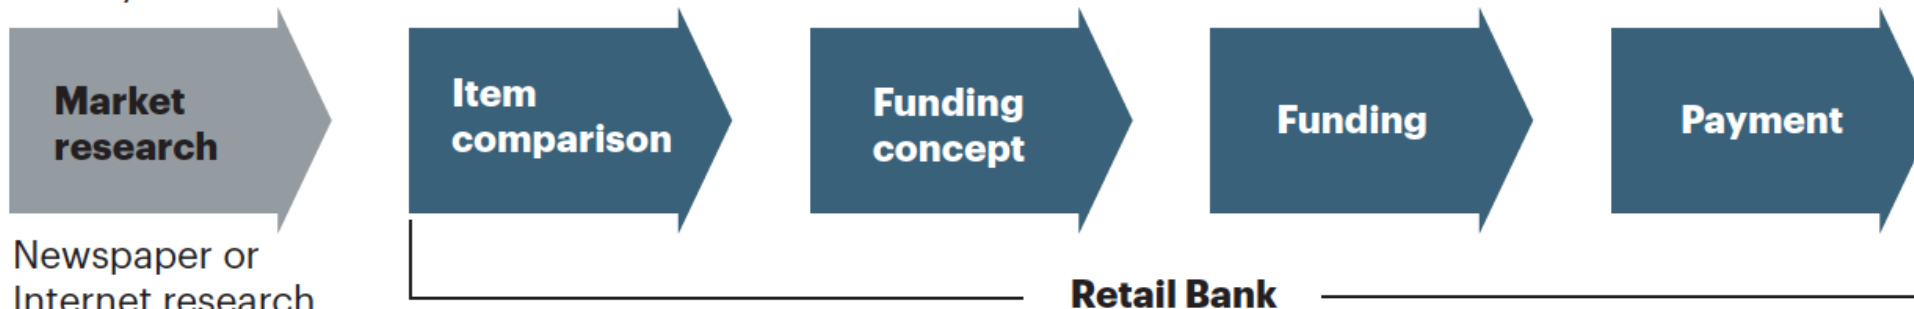 Market
research
Item
comparison
Funding
concept
Funding
Payment
Newspaper or
Internet research
Retail Bank